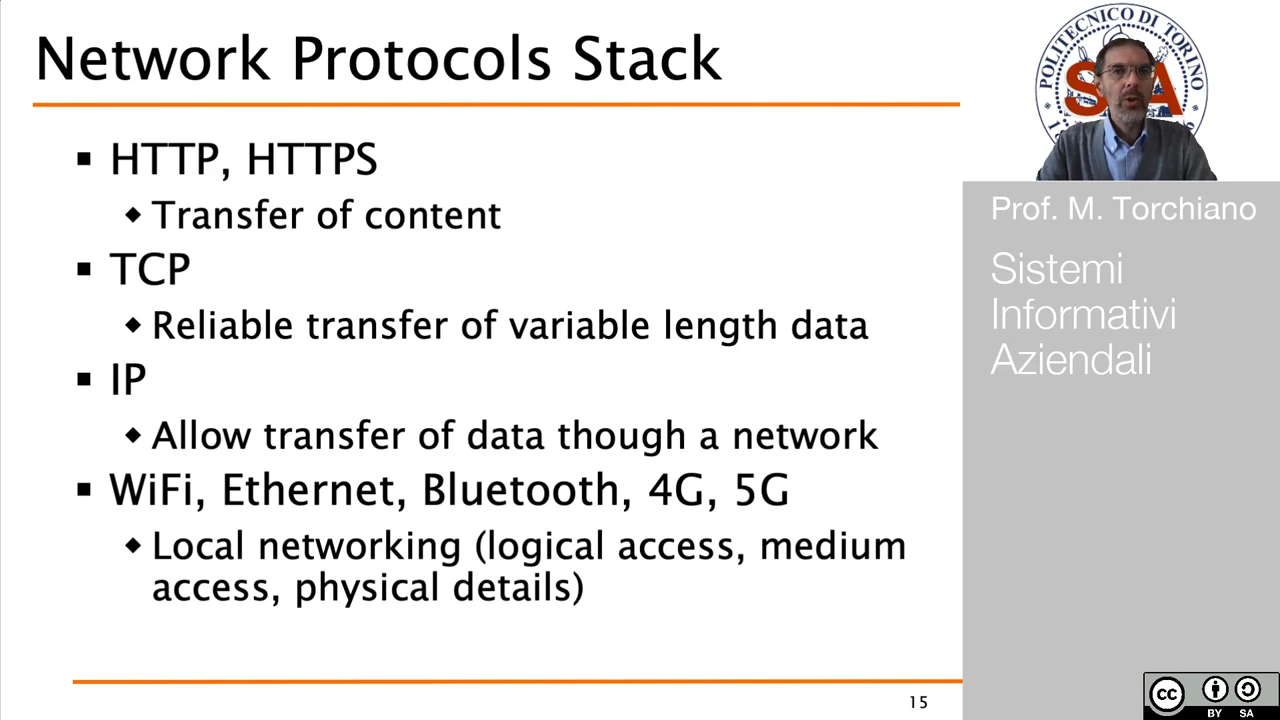 Network Protocols Stack
HTTP, HTTPS
Transfer of content
TCP
Reliable transfer of variable length data
IP
Allow transfer of data though a network
WiFi, Ethernet, Bluetooth, 4G, 5G
Local networking (logical access, medium
access, physical details)
15
POLITECNICO DI TORINO
S A
Prof. M. Torchiano
Sistemi
Informativi
Aziendali
cc
BY SA